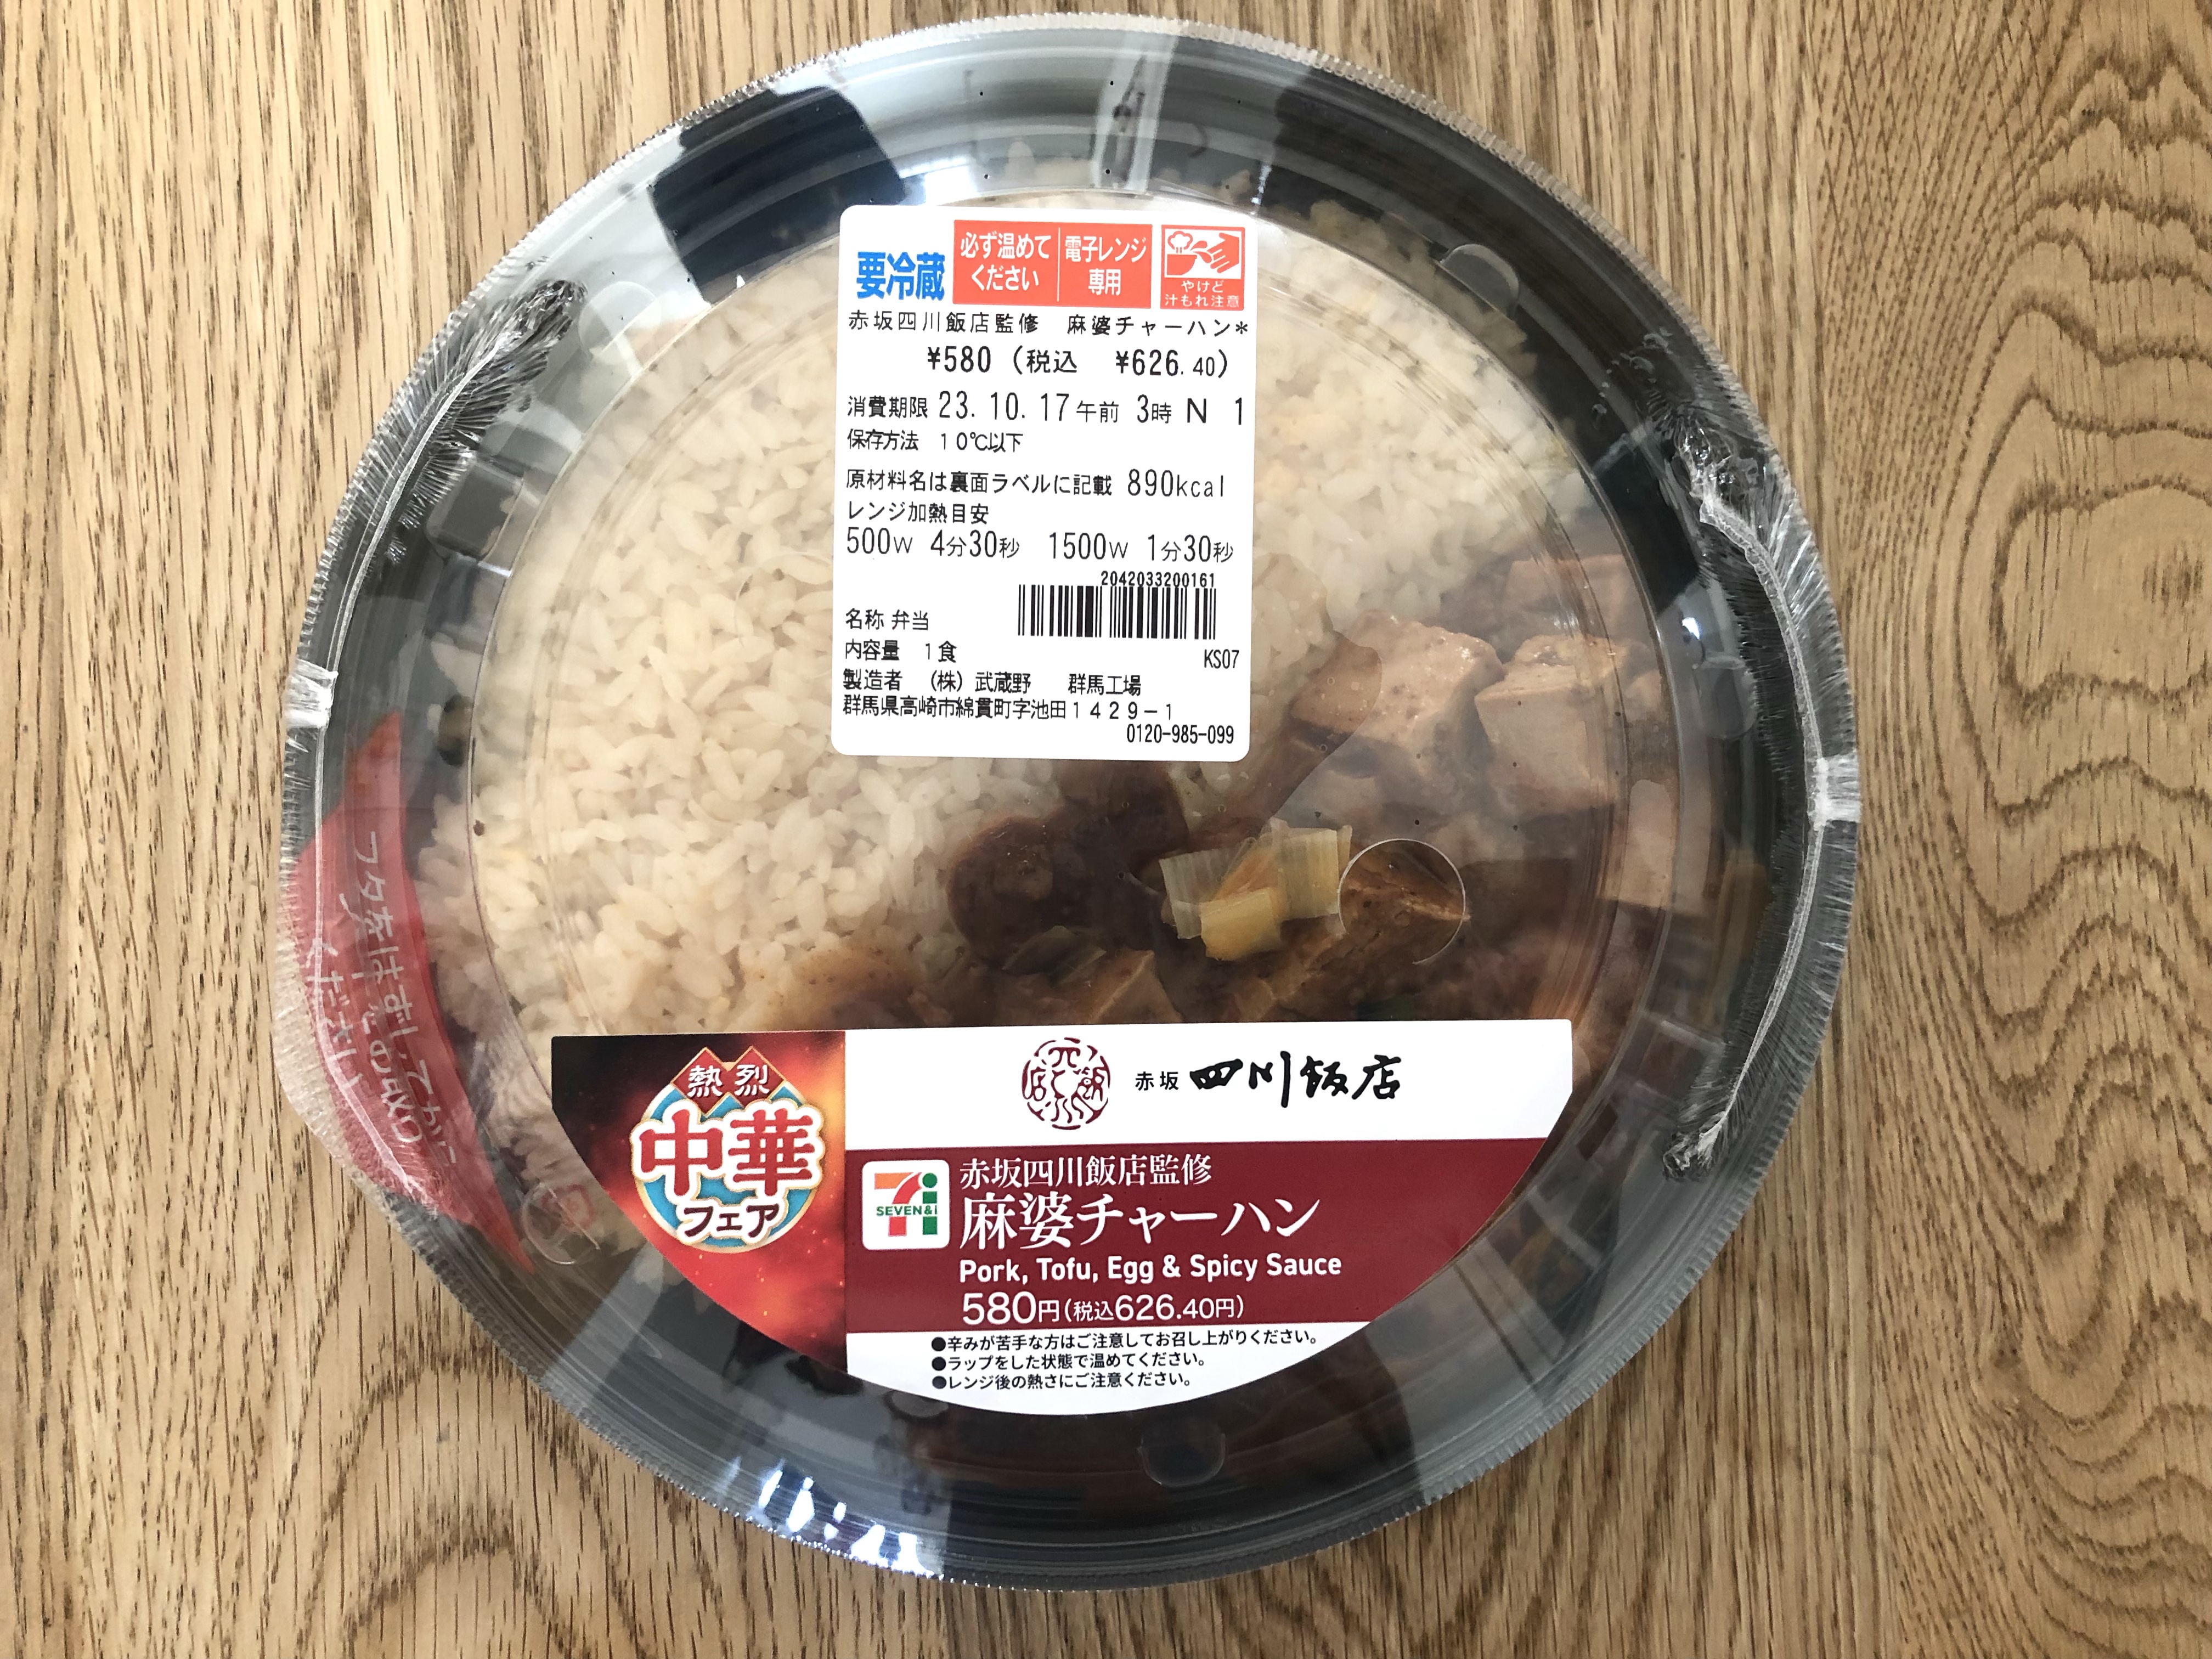 要冷蔵
必ず温めて
ください
電子レンジ
専用
やけど
汁もれ注意
赤坂四川飯店監修 麻婆チャーハン*
¥580 (税込 ¥626.40)
消費期限 23.10.17午前 3時 N 1
保存方法 10℃以下
原材料名は裏面ラベルに記載 890kcal
レンジ加熱目安
500W 4分30秒 1500W 1分30秒
2042033200161
名称 弁当
内容量 1食
KS07
製造者 (株)武蔵野 群馬工場
群馬県高崎市綿貫町字池田1429-1
0120-985-099
熱烈
中華
フェア
赤坂 四川飯店
SEVEN&i
赤坂四川飯店監修
麻婆チャーハン
Pork, Tofu, Egg & Spicy Sauce
580円(税込626.40円)
●辛みが苦手な方はご注意してお召し上がりください。
●ラップをした状態で温めてください。
●レンジ後の熱さにご注意ください。
ください